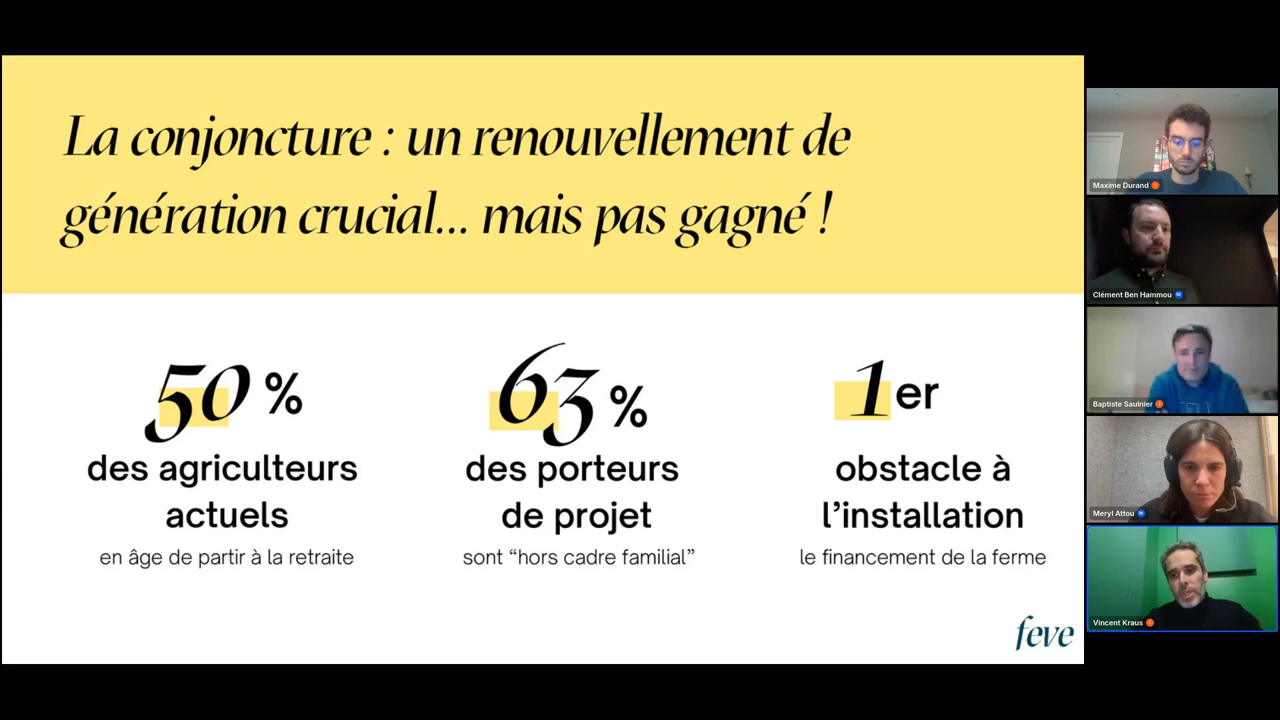 La conjoncture : un renouvellement de
génération crucial... mais pas gagné !
50 %
des agriculteurs
actuels
en âge de partir à la retraite
63 %
des porteurs
de projet
sont “hors cadre familial”
1er
obstacle à
l’installation
le financement de la ferme
feve
Maxime Durand
Clément Ben Hammou
M
Baptiste Saulnier
Meryl Attou
M
Vincent Kraus